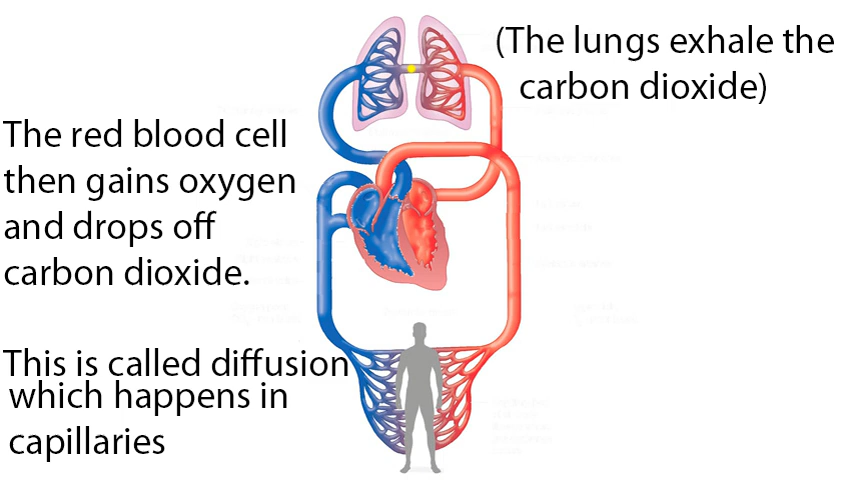 (The lungs exhale the
carbon dioxide)
The red blood cell
then gains oxygen
and drops off
carbon dioxide.
This is called diffusion
which happens in
capillaries